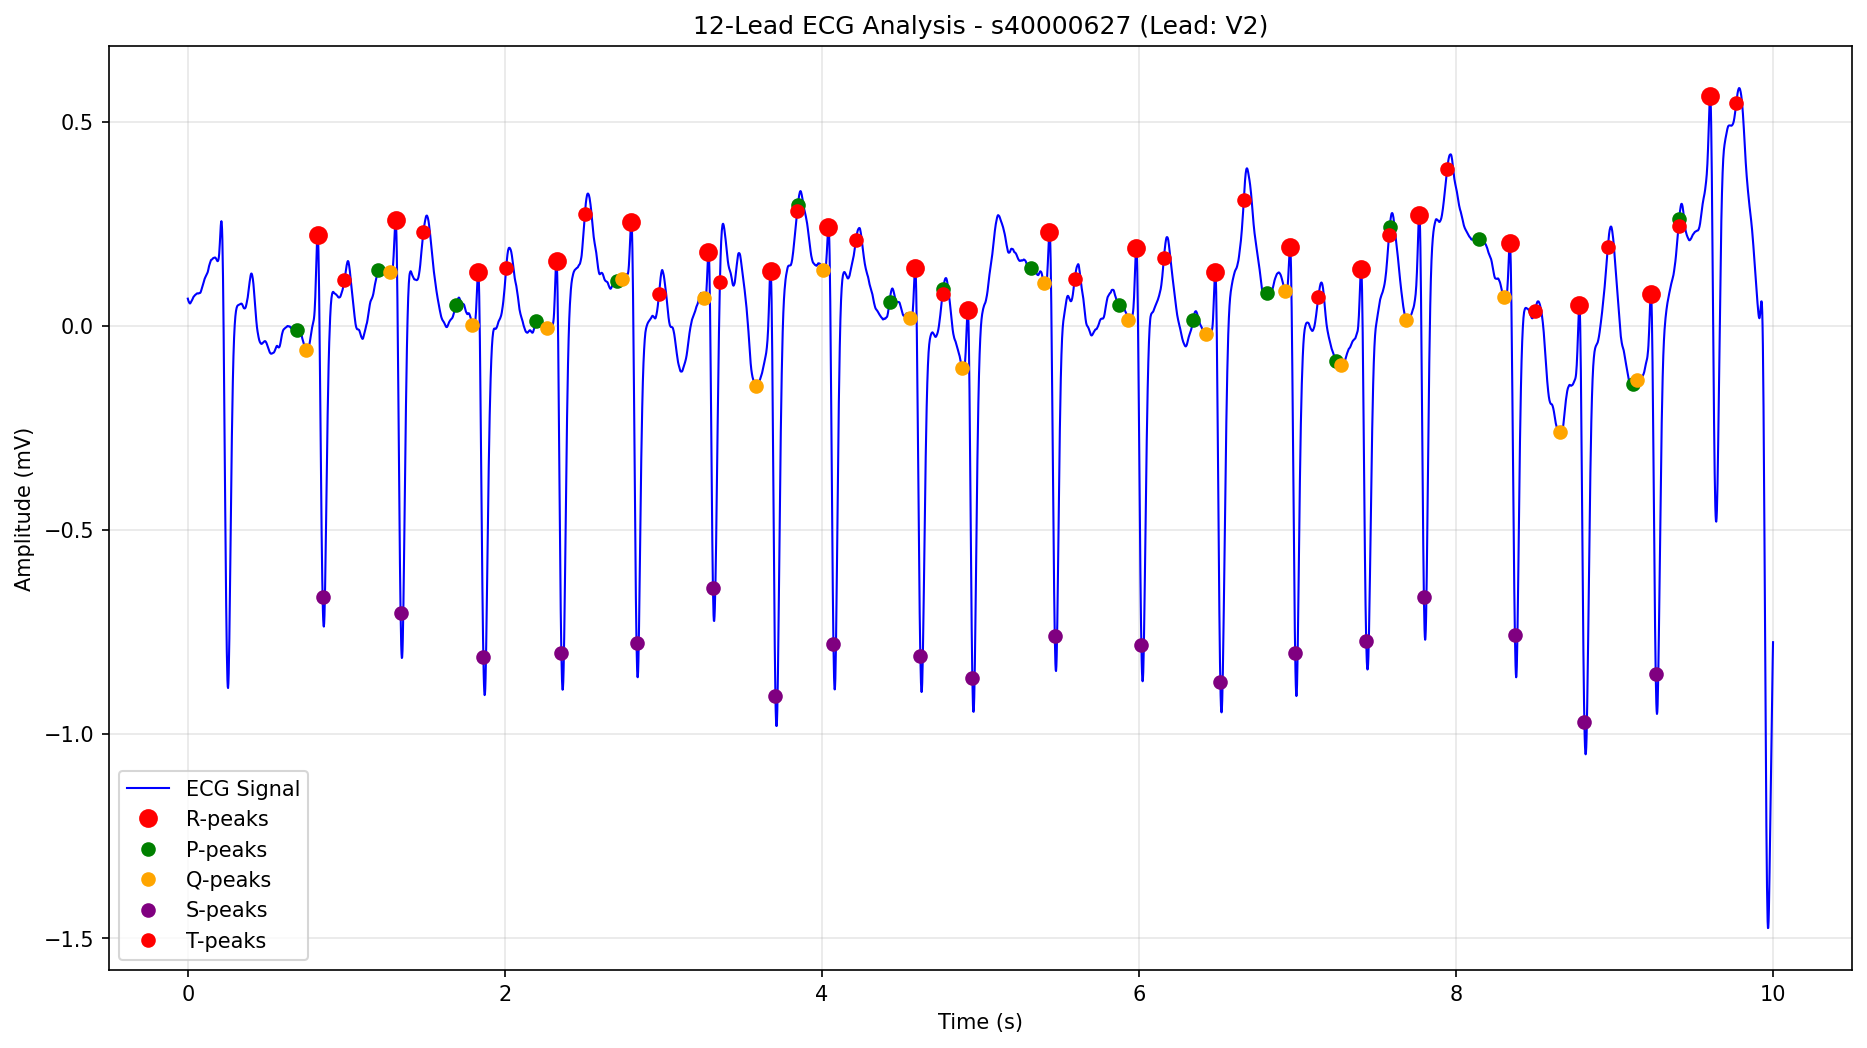 12-Lead ECG Analysis - s40000627 (Lead: V2)
Amplitude (mV)
0.5
0.0
−0.5
−1.0
−1.5
ECG Signal
R-peaks
P-peaks
Q-peaks
S-peaks
T-peaks
0 2 4 6 8 10
Time (s)